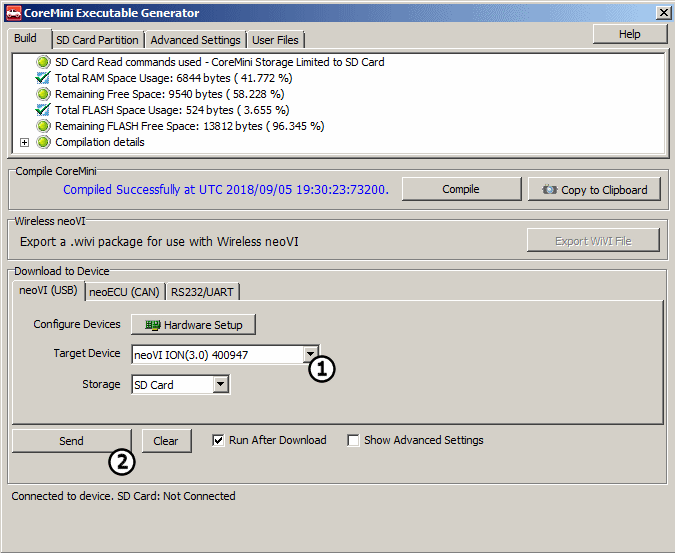 CoreMini Executable Generator
Build
SD Card Partition
Advanced Settings
User Files
Help
SD Card Read commands used - CoreMini Storage Limited to SD Card
Total RAM Space Usage: 6844 bytes ( 41.772 %)
Remaining Free Space: 9540 bytes ( 58.228 %)
Total FLASH Space Usage: 524 bytes ( 3.655 %)
Remaining FLASH Free Space: 13812 bytes ( 96.345 %)
Compilation details
Compile CoreMini
Compiled Successfully at UTC 2018/09/05 19:30:23:73200.
Compile
Copy to Clipboard
Wireless neoVI
Export a .wivi package for use with Wireless neoVI
Export WiVI File
Download to Device
neoVI (USB)
neoECU (CAN)
RS232/UART
Configure Devices
Hardware Setup
Target Device
neoVI ION(3.0) 400947
1
Storage
SD Card
Send
2
Clear
Run After Download
Show Advanced Settings
Connected to device. SD Card: Not Connected